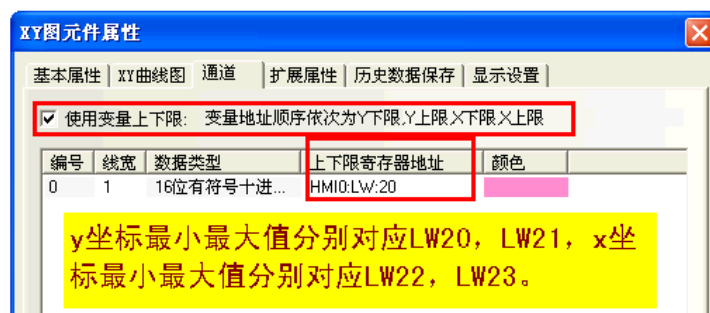 XY图元件属性
基本属性 XY曲线图 通道 扩展属性 历史数据保存 显示设置
使用变量上下限: 变量地址顺序依次为Y下限,Y上限,X下限,X上限
编号 线宽 数据类型 上下限寄存器地址 颜色
0 1 16位有符号十进... HMI0:LW:20
y坐标最小最大值分别对应LW20，LW21，x坐
标最小最大值分别对应LW22，LW23。